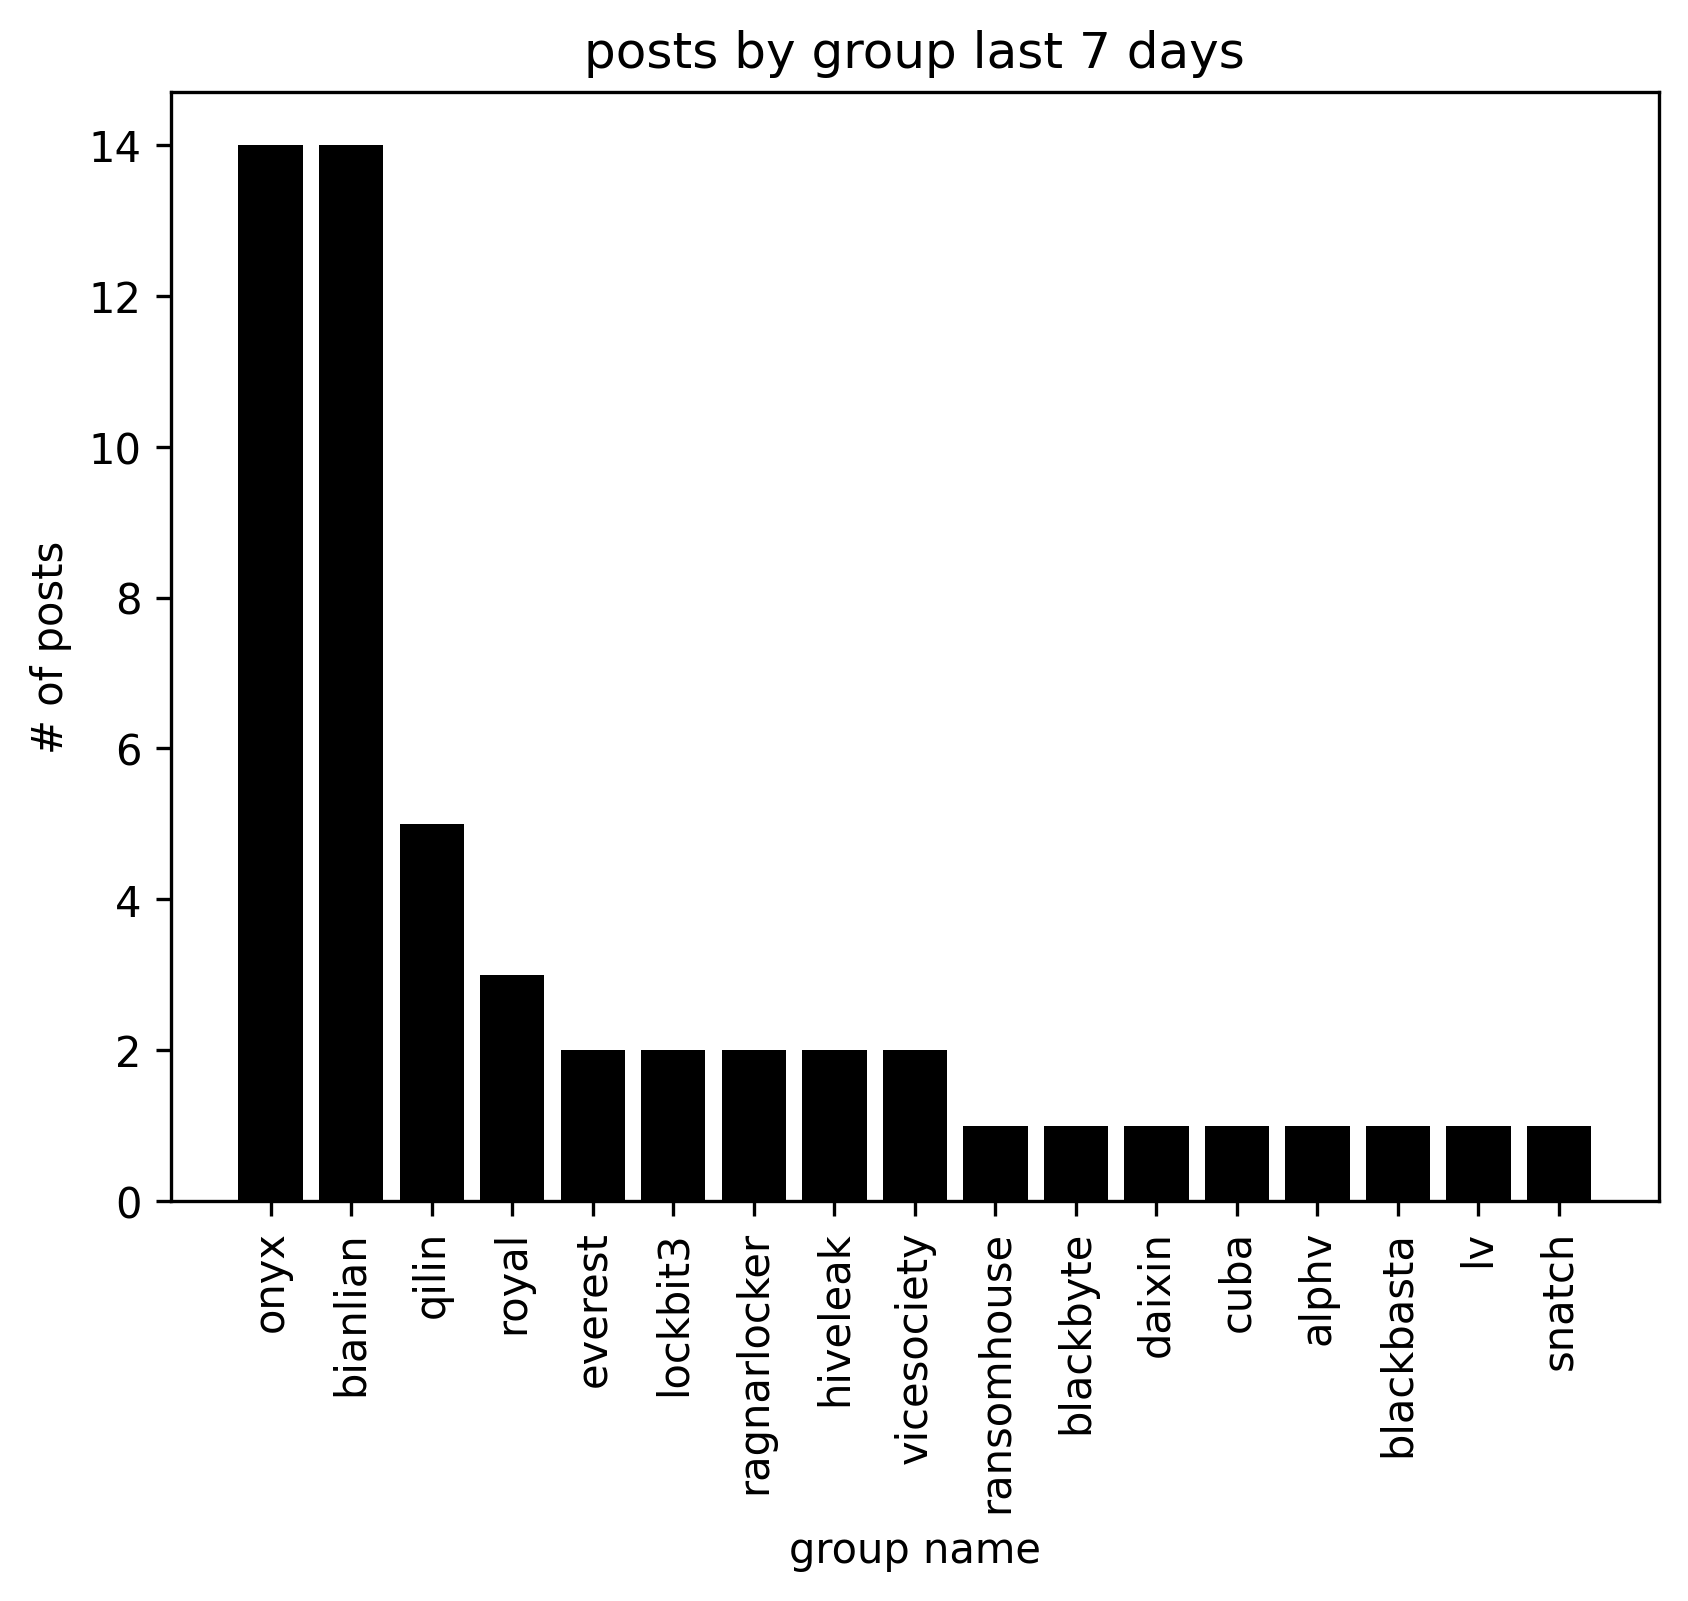 posts by group last 7 days
14
12
10
8
6
4
2
0
# of posts
onyx
bianlian
qilin
royal
everest
lockbit3
ragnarlocker
hiveleak
vicesociety
ransomhouse
blackbyte
daixin
cuba
alphv
blackbasta
lv
snatch
group name